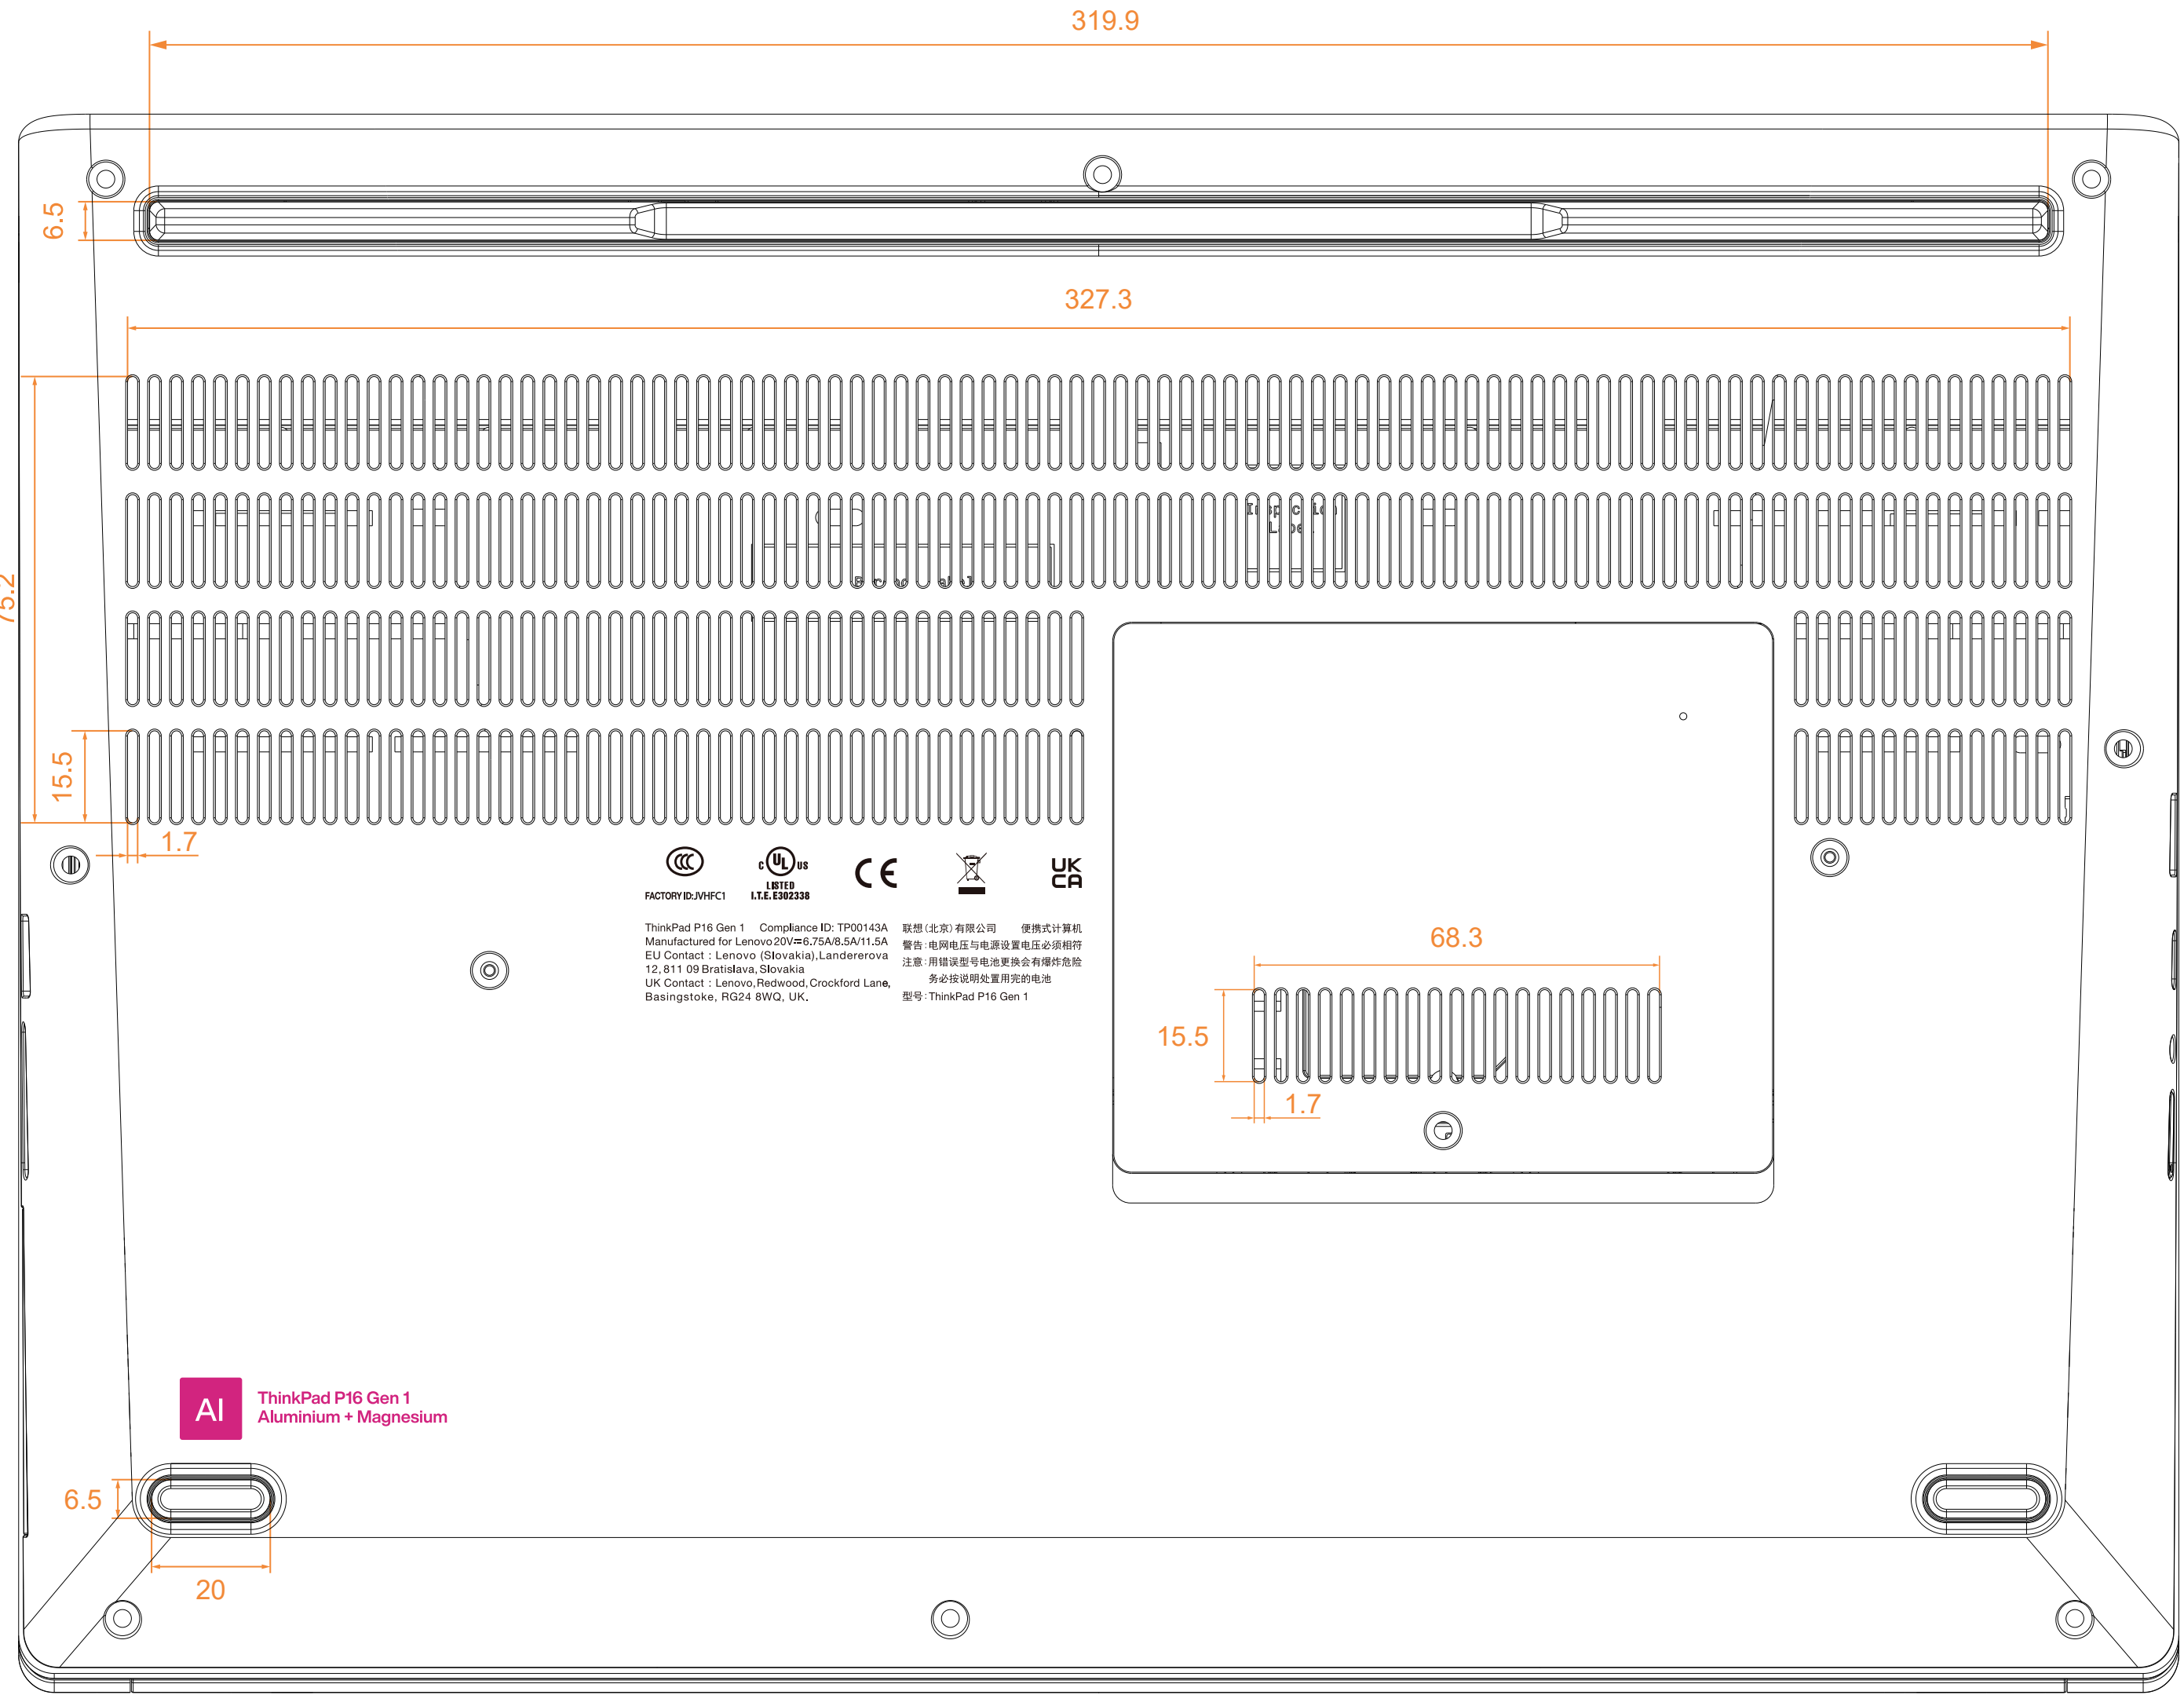 319.9
6.5
327.3
75.2
15.5
1.7
FACTORY ID:JVHFC1
C UL US
LISTED
I.T.E. E302338
CE
UK
CA
ThinkPad P16 Gen 1 Compliance ID: TP00143A
Manufactured for Lenovo 20V⎓6.75A/8.5A/11.5A
EU Contact : Lenovo (Slovakia),Landererova
12, 811 09 Bratislava, Slovakia
UK Contact : Lenovo,Redwood,Crockford Lane,
Basingstoke, RG24 8WQ, UK.
联想(北京)有限公司 便携式计算机
警告:电网电压与电源设置电压必须相符
注意:用错误型号电池更换会有爆炸危险
务必按说明处置用完的电池
型号:ThinkPad P16 Gen 1
68.3
15.5
1.7
AI
ThinkPad P16 Gen 1
Aluminium + Magnesium
6.5
20